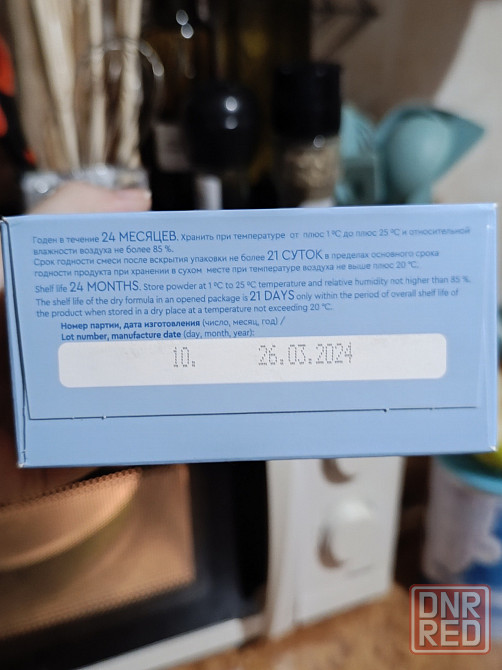 Годен в течение 24 МЕСЯЦЕВ. Хранить при температуре от плюс 1 ºС до плюс 25 ºС и относительной
влажности воздуха не более 85 %.
Срок годности смеси после вскрытия упаковки не более 21 СУТОК в пределах основного срока
годности продукта при хранении в сухом месте при температуре воздуха не выше плюс 20 ºС.
Shelf life 24 MONTHS. Store powder at 1 ºC to 25 ºC temperature and relative humidity not higher than 85 %.
The shelf life of the dry formula in an opened package is 21 DAYS only within the period of overall shelf life of
the product when stored in a dry place at a temperature not exceeding 20 ºC.
Номер партии, дата изготовления (число, месяц, год) /
Lot number, manufacture date (day, month, year):
10. 26.03.2024
DNR
RED